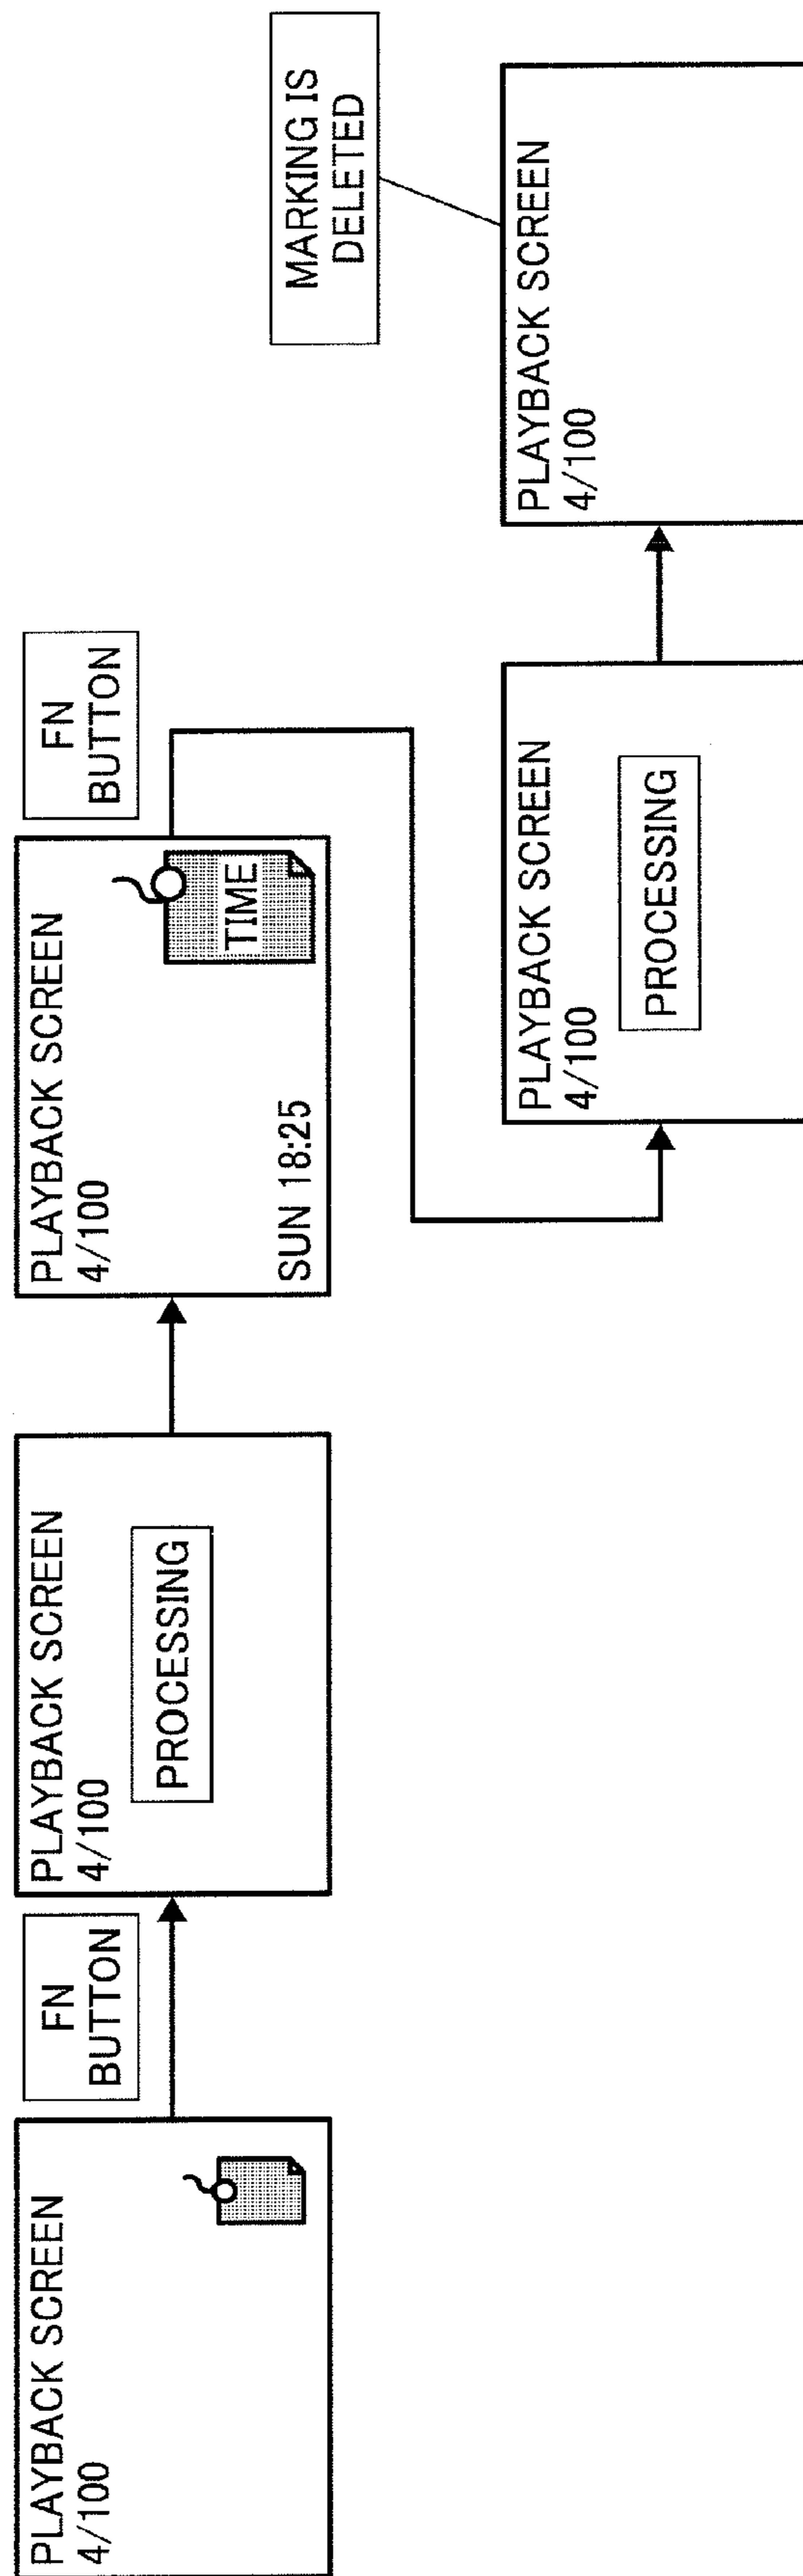 PLAYBACK SCREEN
4/100
FN
BUTTON
PLAYBACK SCREEN
4/100
PROCESSING
PLAYBACK SCREEN
4/100
TIME
SUN 18:25
FN
BUTTON
PLAYBACK SCREEN
4/100
PROCESSING
PLAYBACK SCREEN
4/100
MARKING IS
DELETED